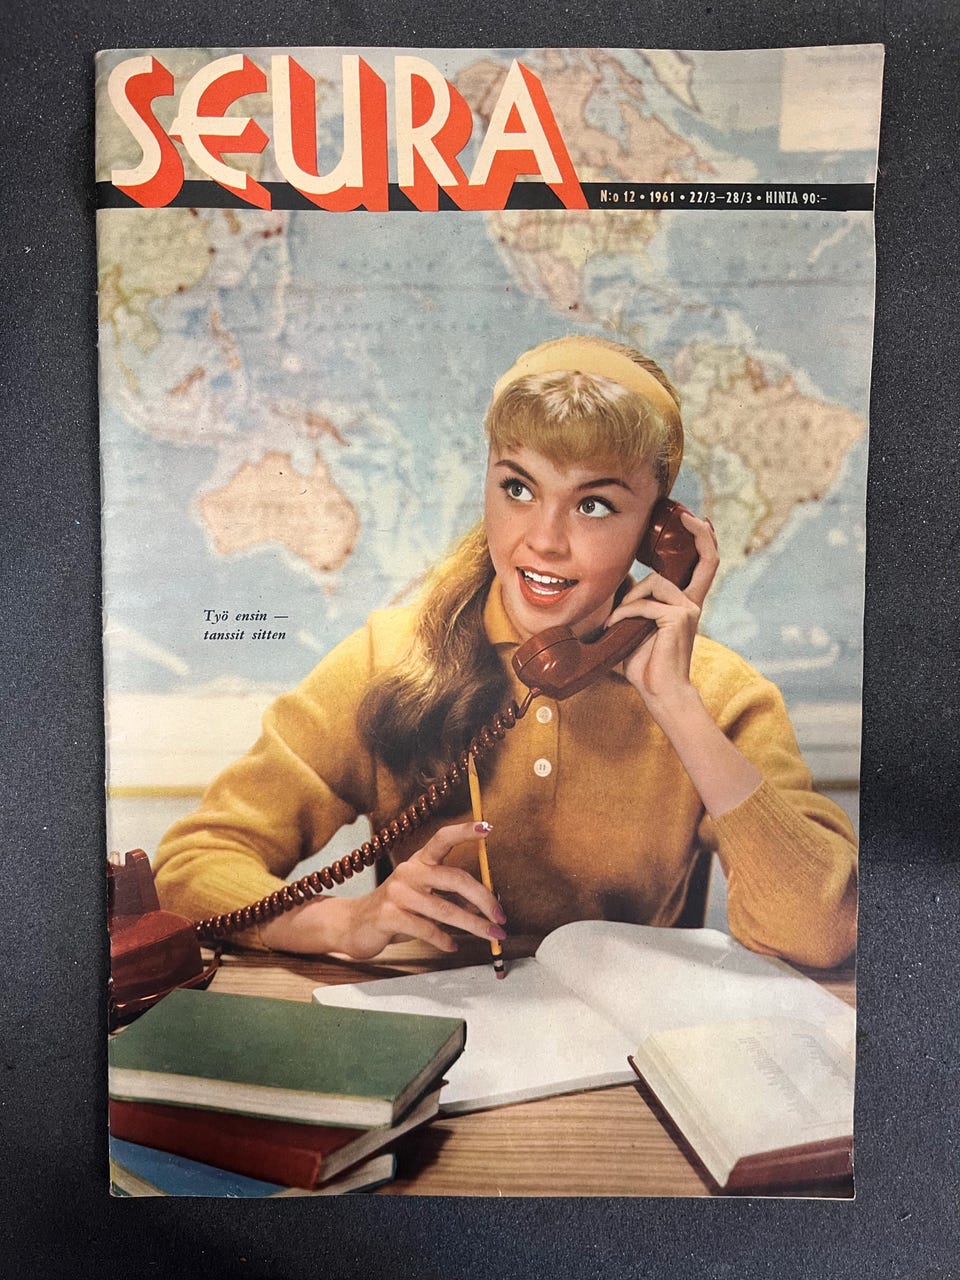 SEURA
N:o 12 • 1961 • 22/3–28/3 • HINTA 90:-
Työ ensin —
tanssit sitten